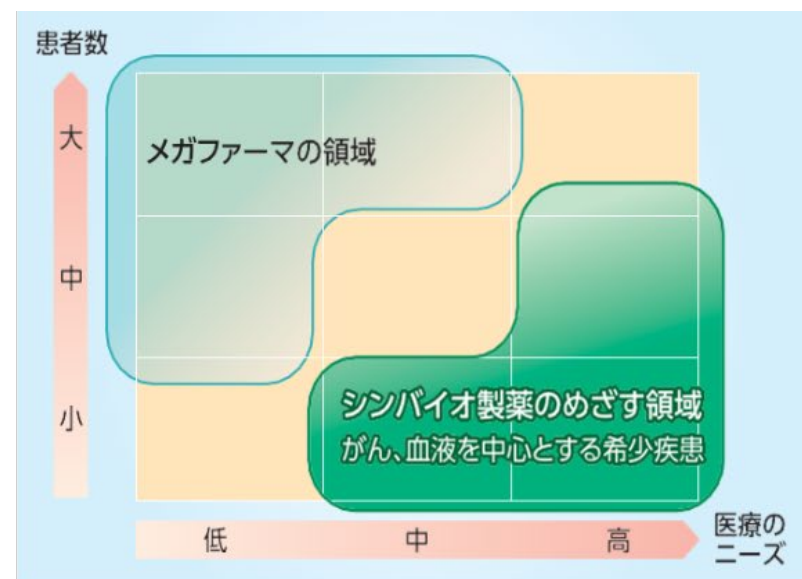 患者数
大
メガファーマの領域
中
小
シンバイオ製薬のめざす領域
がん、血液を中心とする希少疾患
低
中
高
医療の
ニーズ